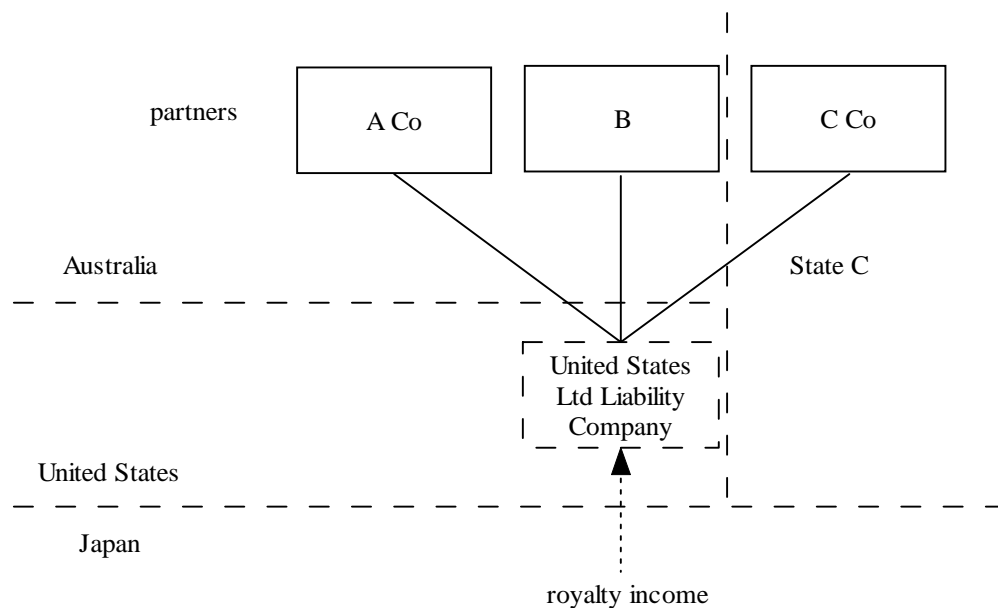 partners
A Co
B
C Co
Australia
State C
United States
Ltd Liability
Company
United States
Japan
royalty income